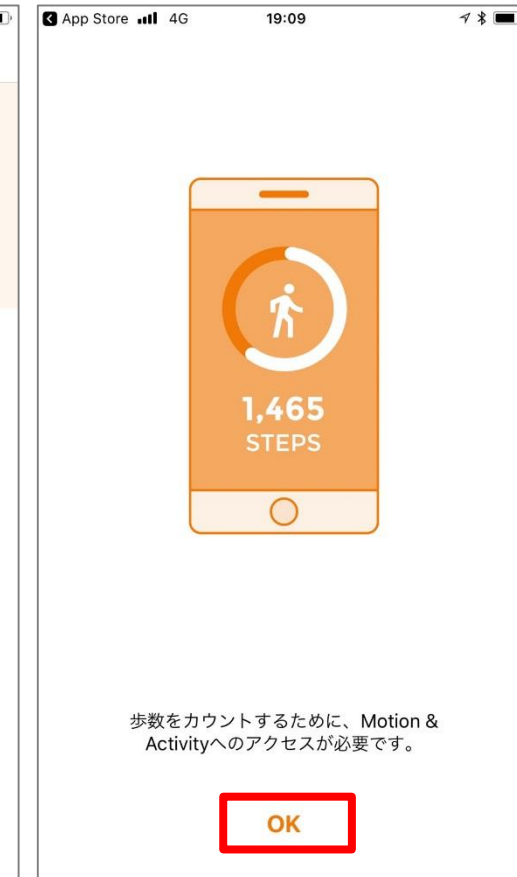 App Store 4G 19:09
1,465
STEPS
歩数をカウントするために、Motion &
Activityへのアクセスが必要です。
OK